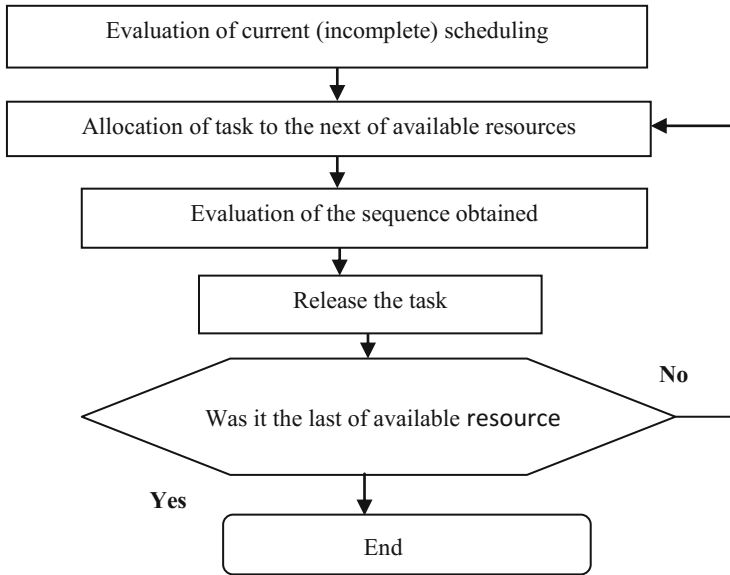 Evaluation of current (incomplete) scheduling
Allocation of task to the next of available resources
Evaluation of the sequence obtained
Release the task
No
Was it the last of available resource
Yes
End